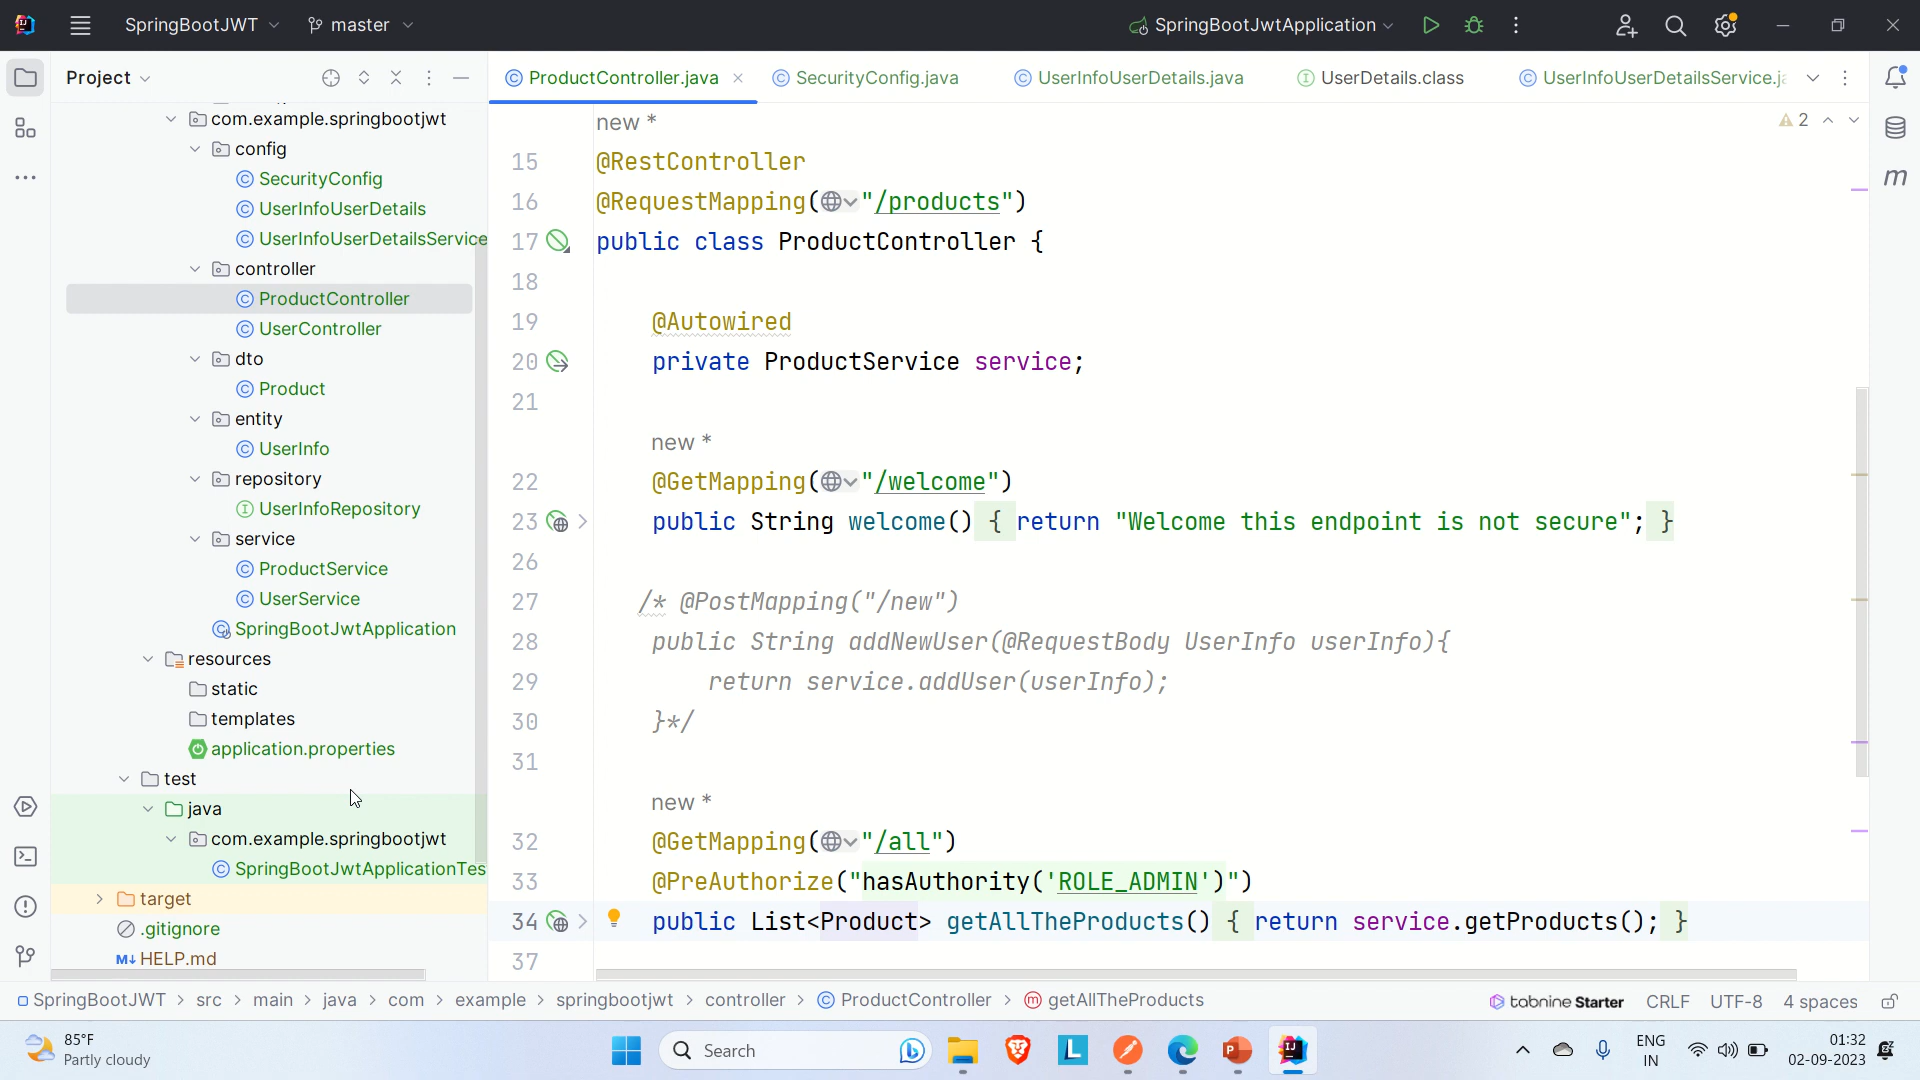 SpringBootJWT
master
SpringBootJwtApplication
Project
ProductController.java
SecurityConfig.java
UserInfoUserDetails.java
UserDetails.class
UserInfoUserDetailsService.ja
com.example.springbootjwt
config
SecurityConfig
UserInfoUserDetails
UserInfoUserDetailsService
controller
ProductController
UserController
dto
Product
entity
UserInfo
repository
UserInfoRepository
service
ProductService
UserService
SpringBootJwtApplication
resources
static
templates
application.properties
test
java
com.example.springbootjwt
SpringBootJwtApplicationTes
target
.gitignore
M↓ HELP.md
2
new *
15 @RestController
16 @RequestMapping("/products")
17 public class ProductController {
18
19 @Autowired
20 private ProductService service;
21
new *
22 @GetMapping("/welcome")
23 public String welcome() { return "Welcome this endpoint is not secure"; }
26
27 /* @PostMapping("/new")
28 public String addNewUser(@RequestBody UserInfo userInfo){
29 return service.addUser(userInfo);
30 }*/
31
new *
32 @GetMapping("/all")
33 @PreAuthorize("hasAuthority('ROLE_ADMIN')")
34 public List<Product> getAllTheProducts() { return service.getProducts(); }
37
m
SpringBootJWT > src > main > java > com > example > springbootjwt > controller > ProductController > getAllTheProducts
tabnine Starter CRLF UTF-8 4 spaces
85°F
Partly cloudy
Search
ENG
IN
01:32
02-09-2023